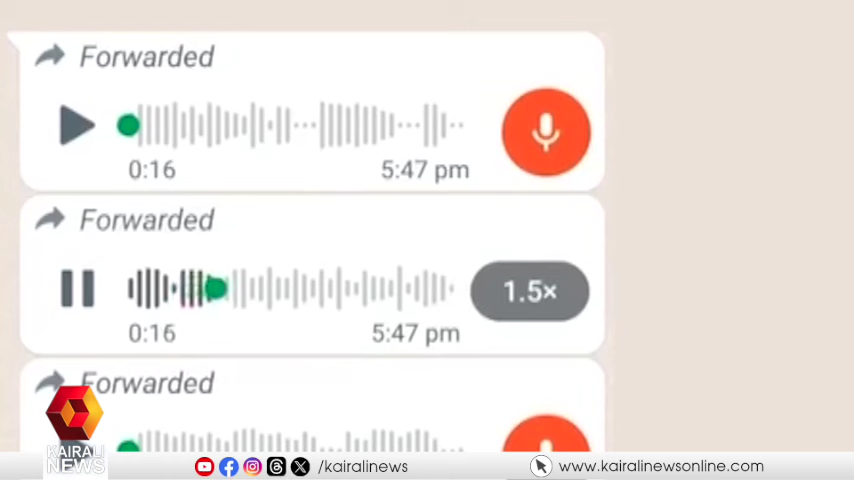 Forwarded
0:16
5:47 pm
Forwarded
1.5×
0:16
5:47 pm
Forwarded
KAIRALI
NEWS
/kairalinews
www.kairalinewsonline.com